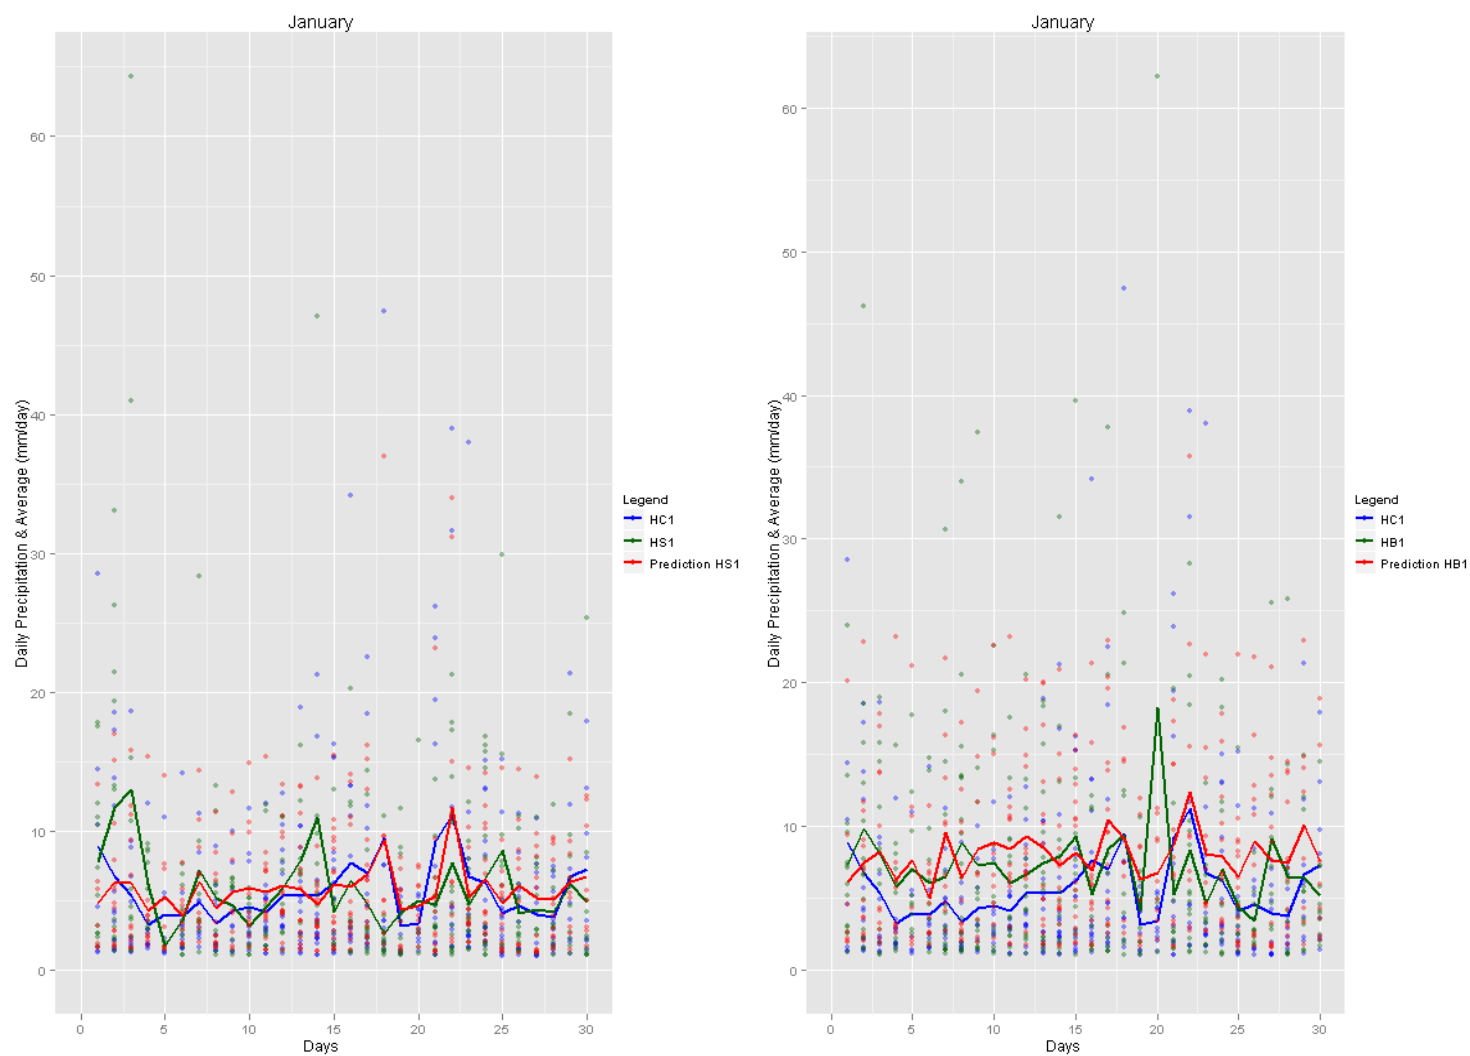 January
Daily Precipitation & Average (mm/day)
60
50
40
30
20
10
0
0 5 10 15 20 25 30
Days
Legend
HC1
HS1
Prediction HS1
January
Daily Precipitation & Average (mm/day)
60
50
40
30
20
10
0
0 5 10 15 20 25 30
Days
Legend
HC1
HB1
Prediction HB1